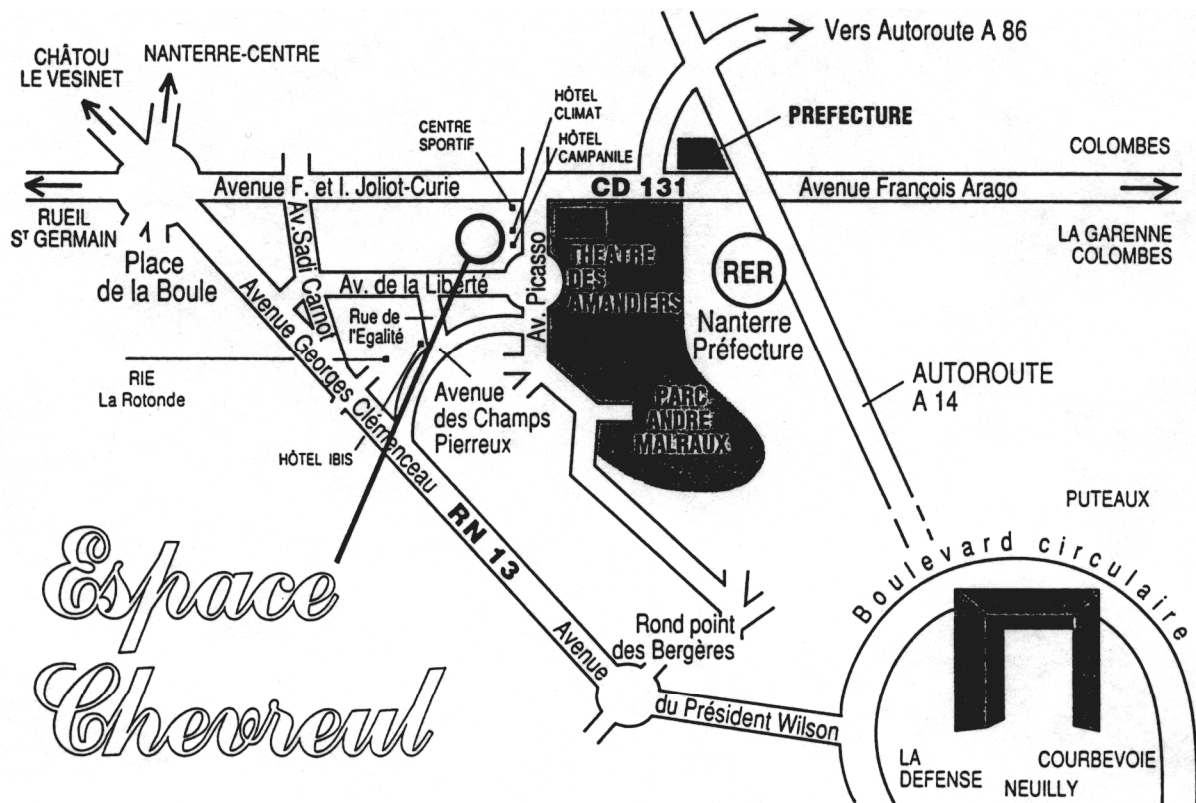 Vers Autoroute A 86
CHÂTOU
LE VESINET
NANTERRE-CENTRE
HÔTEL
CLIMAT
CENTRE
SPORTIF
HÔTEL
CAMPANILE
PREFECTURE
COLOMBES
Avenue F. et I. Joliot-Curie
CD 131
Avenue François Arago
RUEIL
ST GERMAIN
LA GARENNE
COLOMBES
Place
de la Boule
Av. Sadi Carnot
Av. de la Liberté
Av. Picasso
THEATRE
DES
AMANDIERS
RER
Nanterre
Préfecture
Rue de
l'Egalité
Avenue Georges Clémenceau
RIE
La Rotonde
Avenue
des Champs
Pierreux
PARC
ANDRE
MALRAUX
AUTOROUTE
A 14
HÔTEL IBIS
RN 13
PUTEAUX
Boulevard circulaire
Espace
Chevreul
Avenue
Rond point
des Bergères
du Président Wilson
LA
DEFENSE
COURBEVOIE
NEUILLY